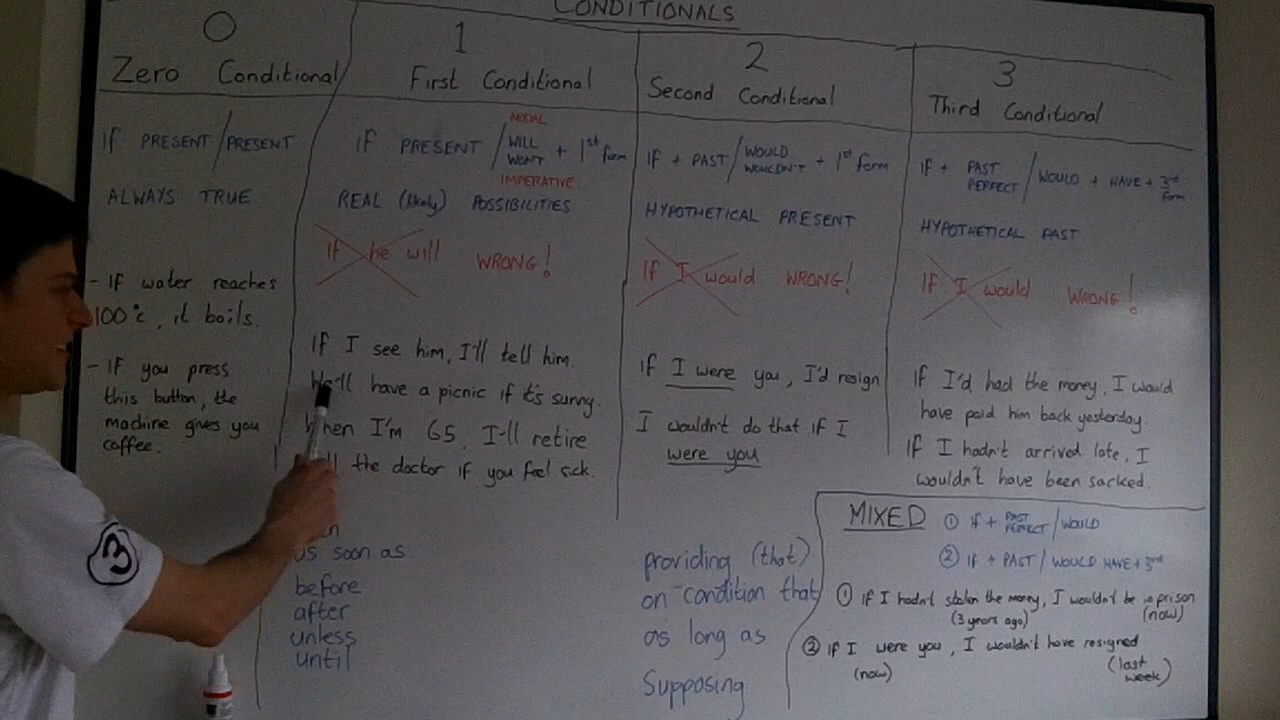 CONDITIONALS
0
Zero Conditional
IF PRESENT / PRESENT
ALWAYS TRUE
- If water reaches
100°c, it boils.
- IF you press
this button, the
machine gives you
coffee.
1
First Conditional
MODAL
IF PRESENT / WILL WON'T + 1st form
IMPERATIVE
REAL (likely) POSSIBILITIES
If he will WRONG!
If I see him, I'll tell him.
We'll have a picnic if it's sunny.
When I'm 65, I'll retire
the doctor if you feel sick.
as soon as
before
after
unless
until
2
Second Conditional
IF + PAST / WOULD WOULDN'T + 1st form
HYPOTHETICAL PRESENT
If I would WRONG!
If I were you, I'd resign
I wouldn't do that if I
were you
providing (that)
on condition that
as long as
Supposing
3
Third Conditional
IF + PAST PERFECT / WOULD + HAVE + 3rd form
HYPOTHETICAL PAST
If I would WRONG!
If I'd had the money, I would
have paid him back yesterday.
If I hadn't arrived late, I
wouldn't have been sacked.
MIXED ① IF + PAST PERFECT / WOULD
② IF + PAST / WOULD HAVE + 3rd
① If I hadn't stolen the money, I wouldn't be in prison
(3 years ago) (now)
② If I were you, I wouldn't have resigned
(now) (last week)
3